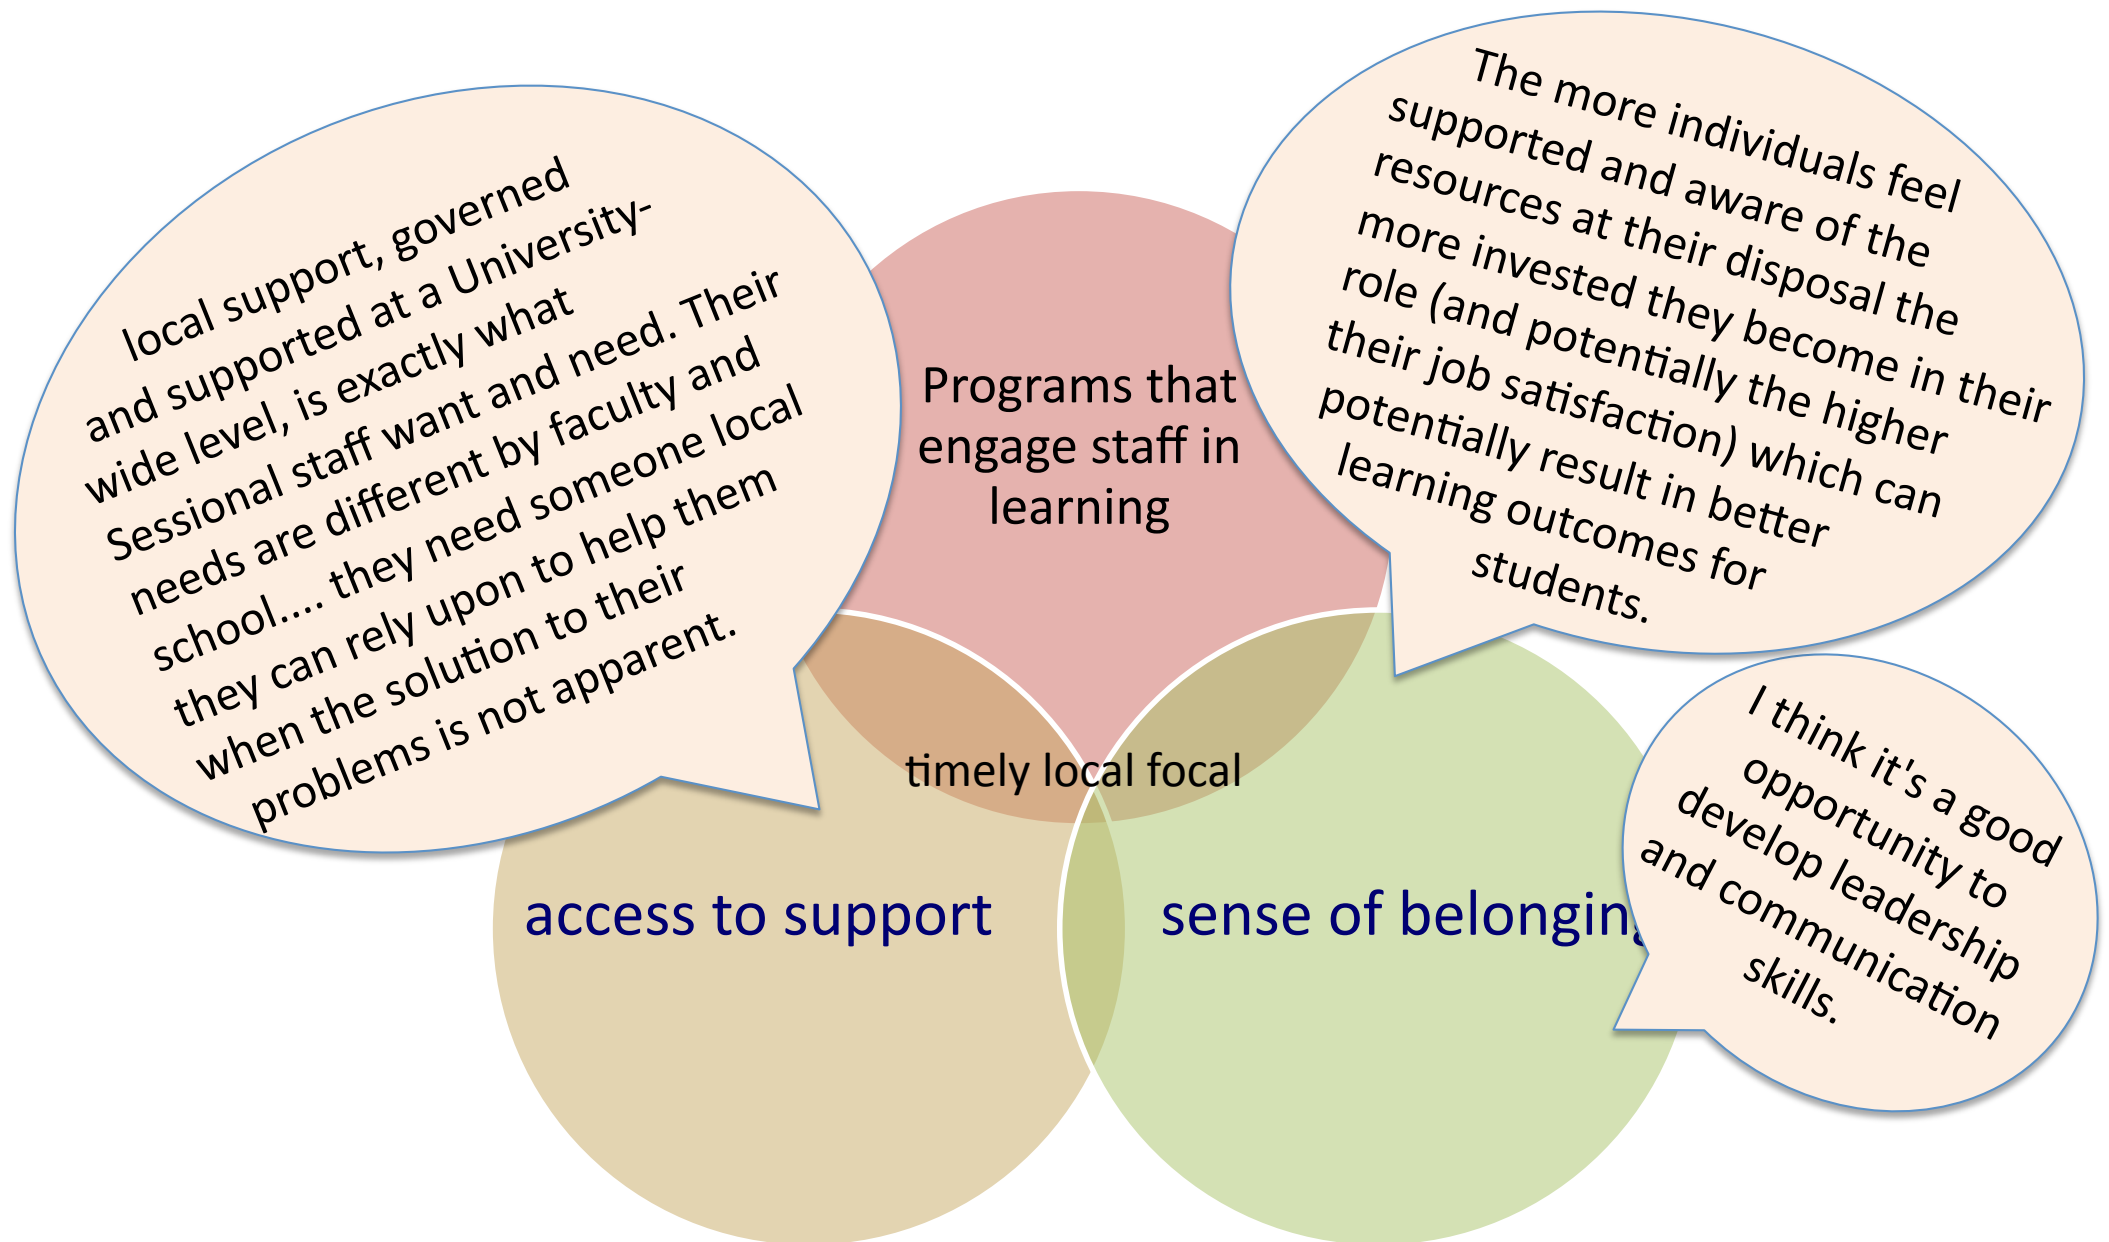 local support, governed
and supported at a University-
wide level, is exactly what
Sessional staff want and need. Their
needs are different by faculty and
school.... they need someone local
they can rely upon to help them
when the solution to their
problems is not apparent.
The more individuals feel
supported and aware of the
resources at their disposal the
more invested they become in their
role (and potentially the higher
their job satisfaction) which can
potentially result in better
learning outcomes for
students.
Programs that
engage staff in
learning
timely local focal
access to support
sense of belonging
I think it's a good
opportunity to
develop leadership
and communication
skills.